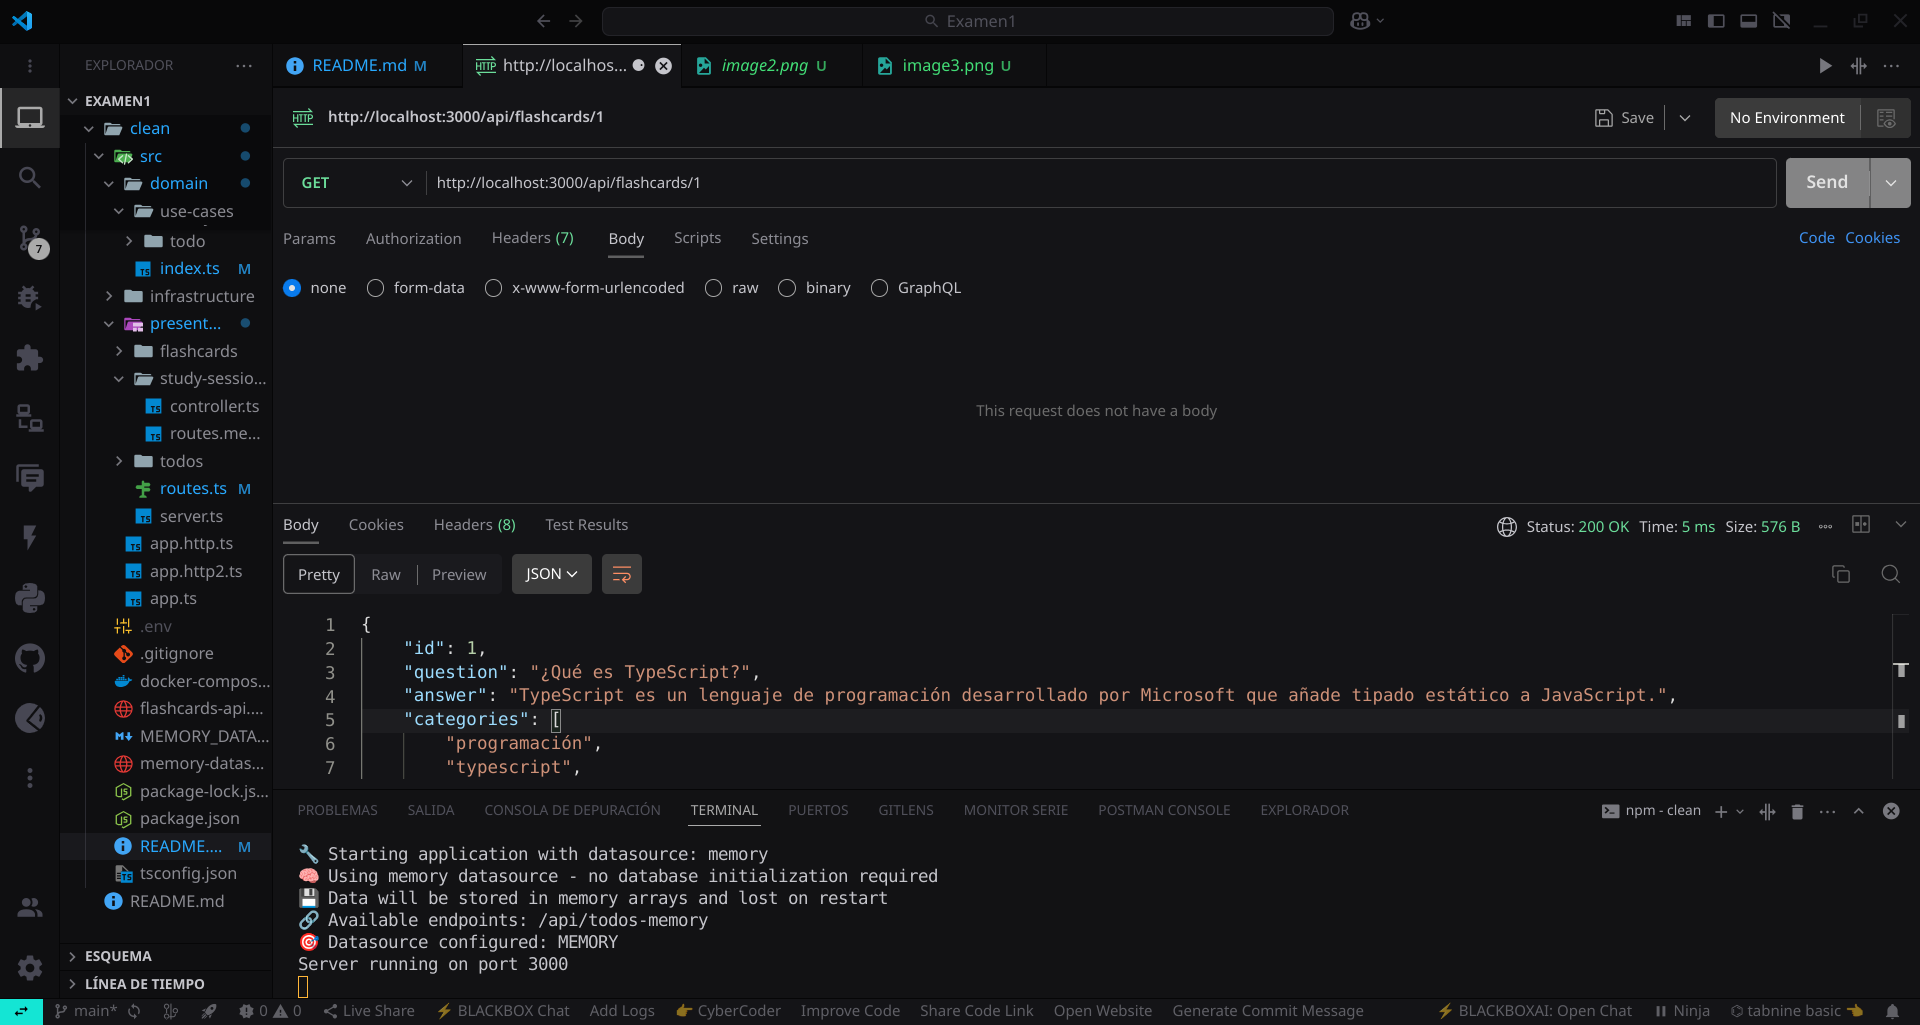 Examen1
EXPLORADOR
EXAMEN1
clean
src
domain
use-cases
todo
index.ts M
infrastructure
present...
flashcards
study-sessio...
controller.ts
routes.me...
todos
routes.ts M
server.ts
app.http.ts
app.http2.ts
app.ts
.env
.gitignore
docker-compos...
flashcards-api....
MEMORY_DATA...
memory-datas...
package-lock.js...
package.json
README.... M
tsconfig.json
README.md
ESQUEMA
LÍNEA DE TIEMPO
7
README.md M
HTTP http://localhos...
image2.png U
image3.png U
HTTP http://localhost:3000/api/flashcards/1
Save
No Environment
GET http://localhost:3000/api/flashcards/1
Send
Params Authorization Headers (7) Body Scripts Settings
Code Cookies
none form-data x-www-form-urlencoded raw binary GraphQL
This request does not have a body
Body Cookies Headers (8) Test Results
Status: 200 OK Time: 5 ms Size: 576 B
Pretty Raw Preview JSON
1 {
2 "id": 1,
3 "question": "¿Qué es TypeScript?",
4 "answer": "TypeScript es un lenguaje de programación desarrollado por Microsoft que añade tipado estático a JavaScript.",
5 "categories": [
6 "programación",
7 "typescript",
PROBLEMAS SALIDA CONSOLA DE DEPURACIÓN TERMINAL PUERTOS GITLENS MONITOR SERIE POSTMAN CONSOLE EXPLORADOR
npm - clean
🔧 Starting application with datasource: memory
🧠 Using memory datasource - no database initialization required
💾 Data will be stored in memory arrays and lost on restart
🔗 Available endpoints: /api/todos-memory
🎯 Datasource configured: MEMORY
Server running on port 3000
main* 0 0 Live Share ⚡ BLACKBOX Chat Add Logs 👉 CyberCoder Improve Code Share Code Link Open Website Generate Commit Message ⚡ BLACKBOXAI: Open Chat Ninja tabnine basic 👈